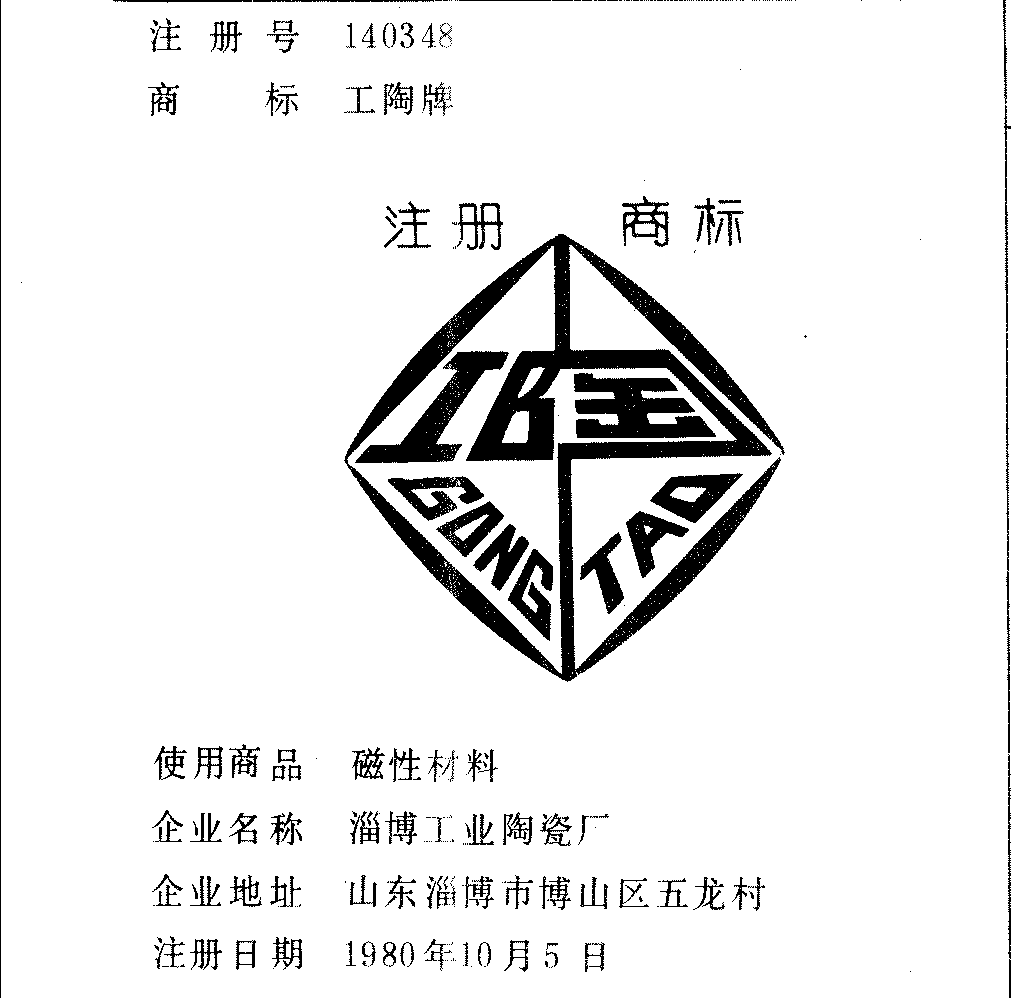 注册号 140348
商标 工陶牌
注册 商标
工陶
GONG TAO
使用商品 磁性材料
企业名称 淄博工业陶瓷厂
企业地址 山东淄博市博山区五龙村
注册日期 1980年10月5日